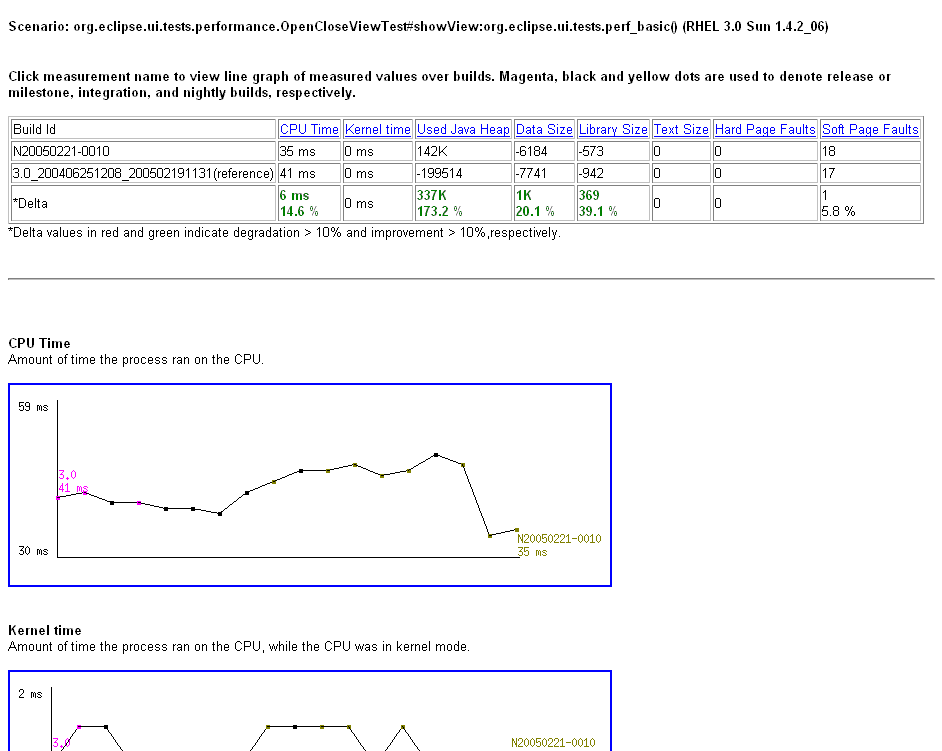 Scenario: org.eclipse.ui.tests.performance.OpenCloseViewTest#showView:org.eclipse.ui.tests.perf_basic() (RHEL 3.0 Sun 1.4.2_06)
Click measurement name to view line graph of measured values over builds. Magenta, black and yellow dots are used to denote release or
milestone, integration, and nightly builds, respectively.
Build Id CPU Time Kernel time Used Java Heap Data Size Library Size Text Size Hard Page Faults Soft Page Faults
N20050221-0010 35 ms 0 ms 142K -6184 -573 0 0 18
3.0_200406251208_200502191131(reference) 41 ms 0 ms -199514 -7741 -942 0 0 17
*Delta 6 ms 14.6 % 0 ms 337K 173.2 % 1K 20.1 % 369 39.1 % 0 0 1 5.8 %
*Delta values in red and green indicate degradation > 10% and improvement > 10%,respectively.
CPU Time
Amount of time the process ran on the CPU.
59 ms
3.0
41 ms
N20050221-0010
30 ms
35 ms
Kernel time
Amount of time the process ran on the CPU, while the CPU was in kernel mode.
2 ms
3.0
N20050221-0010